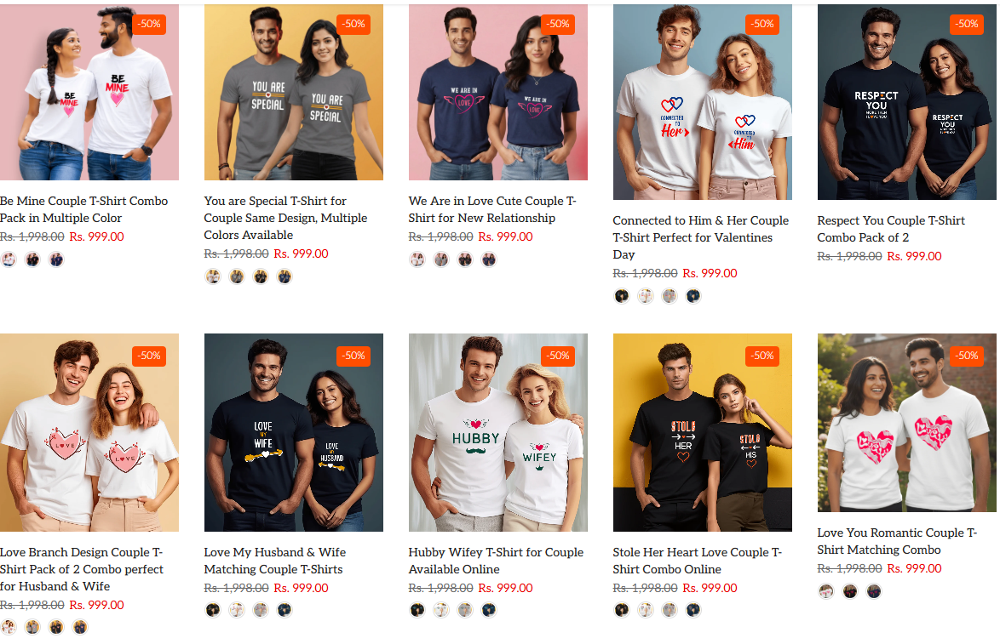 -50%
BE
MINE
BE
MINE
Be Mine Couple T-Shirt Combo
Pack in Multiple Color
Rs. 1,998.00 Rs. 999.00
-50%
YOU ARE
SPECIAL
YOU ARE
SPECIAL
You are Special T-Shirt for
Couple Same Design, Multiple
Colors Available
Rs. 1,998.00 Rs. 999.00
-50%
WE ARE IN
LOVE
WE ARE IN
LOVE
We Are in Love Cute Couple T-
Shirt for New Relationship
Rs. 1,998.00 Rs. 999.00
-50%
CONNECTED
TO
Her
CONNECTED
TO
Him
Connected to Him & Her Couple
T-Shirt Perfect for Valentines
Day
Rs. 1,998.00 Rs. 999.00
-50%
RESPECT
YOU
MORE THEN
I LOVE YOU
RESPECT
YOU
Respect You Couple T-Shirt
Combo Pack of 2
Rs. 1,998.00 Rs. 999.00
-50%
LOVE
LOVE
Love Branch Design Couple T-
Shirt Pack of 2 Combo perfect
for Husband & Wife
Rs. 1,998.00 Rs. 999.00
-50%
LOVE
MY
WIFE
LOVE
MY
HUSBAND
Love My Husband & Wife
Matching Couple T-Shirts
Rs. 1,998.00 Rs. 999.00
-50%
HUBBY
WIFEY
Hubby Wifey T-Shirt for Couple
Available Online
Rs. 1,998.00 Rs. 999.00
-50%
STOLE
HER
STOLE
HIS
Stole Her Heart Love Couple T-
Shirt Combo Online
Rs. 1,998.00 Rs. 999.00
-50%
Love You Romantic Couple T-
Shirt Matching Combo
Rs. 1,998.00 Rs. 999.00